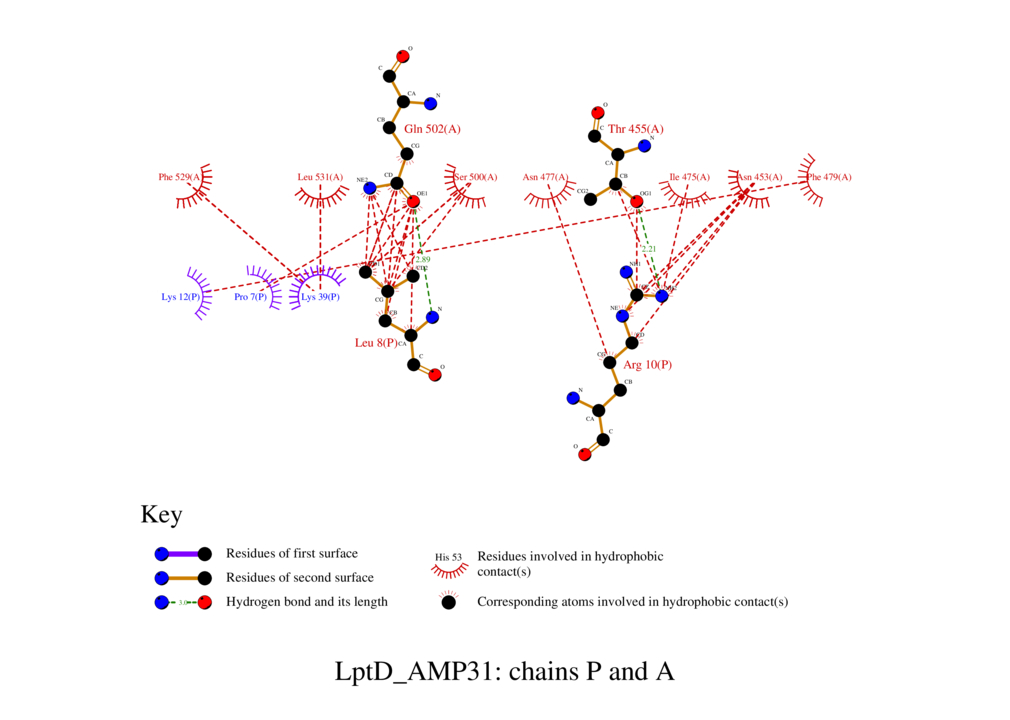 O
C
CA
N
CB
Gln 502(A)
CG
CD
NE2
OE1
O
C
Thr 455(A)
N
CA
CB
CG2
OG1
Phe 529(A)
Leu 531(A)
Ser 500(A)
Asn 477(A)
Ile 475(A)
Asn 453(A)
Phe 479(A)
2.89
2.21
Lys 12(P)
Pro 7(P)
Lys 39(P)
CG
CB
N
Leu 8(P)
CA
C
O
NE
CG
Arg 10(P)
CB
N
CA
C
O
Key
Residues of first surface
Residues of second surface
3.0
Hydrogen bond and its length
His 53
Residues involved in hydrophobic
contact(s)
Corresponding atoms involved in hydrophobic contact(s)
LptD_AMP31: chains P and A